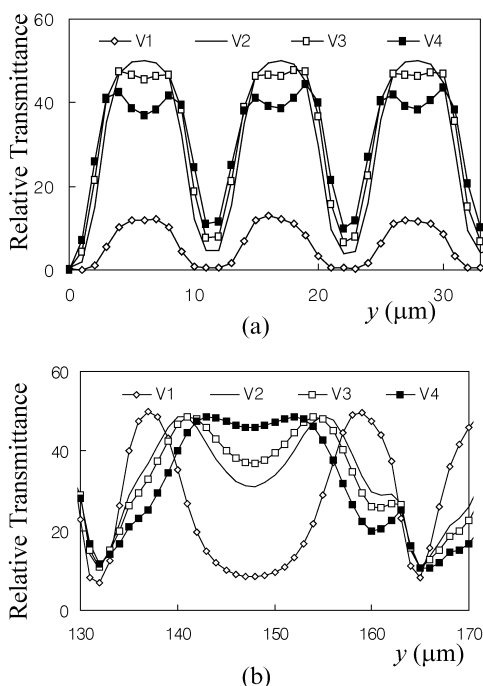 60
V1 V2 V3 V4
40
20
0
Relative Transmittance
0 10 20 30
y (μm)
(a)
60
V1 V2 V3 V4
40
20
0
Relative Transmittance
130 140 150 160 170
y (μm)
(b)